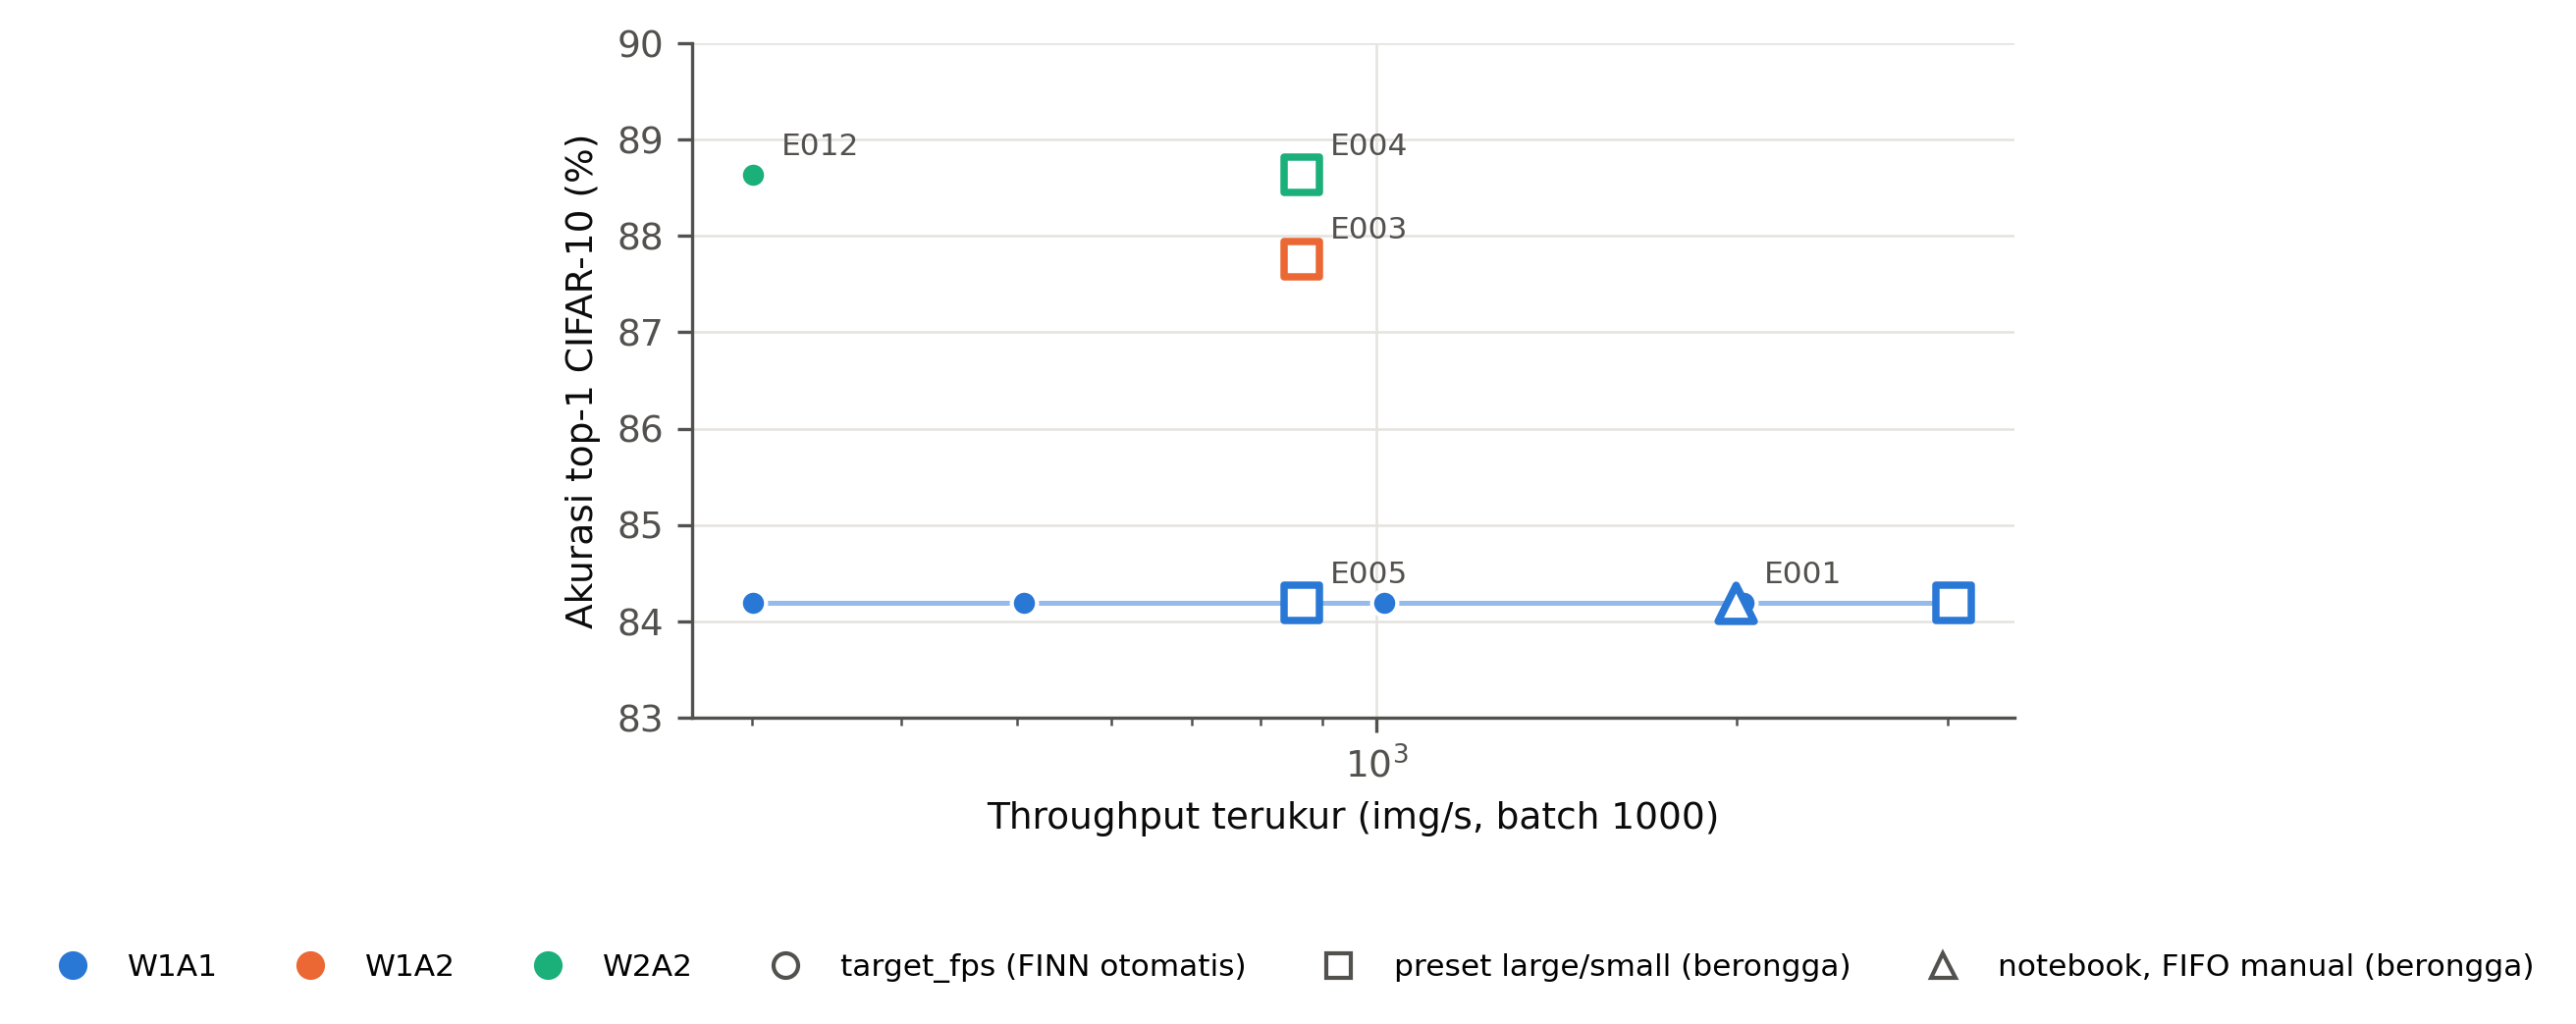 Akurasi top-1 CIFAR-10 (%)
90
89
88
87
86
85
84
83
E012
E004
E003
E005
E001
10³
Throughput terukur (img/s, batch 1000)
W1A1 W1A2 W2A2 target_fps (FINN otomatis) preset large/small (berongga) notebook, FIFO manual (berongga)